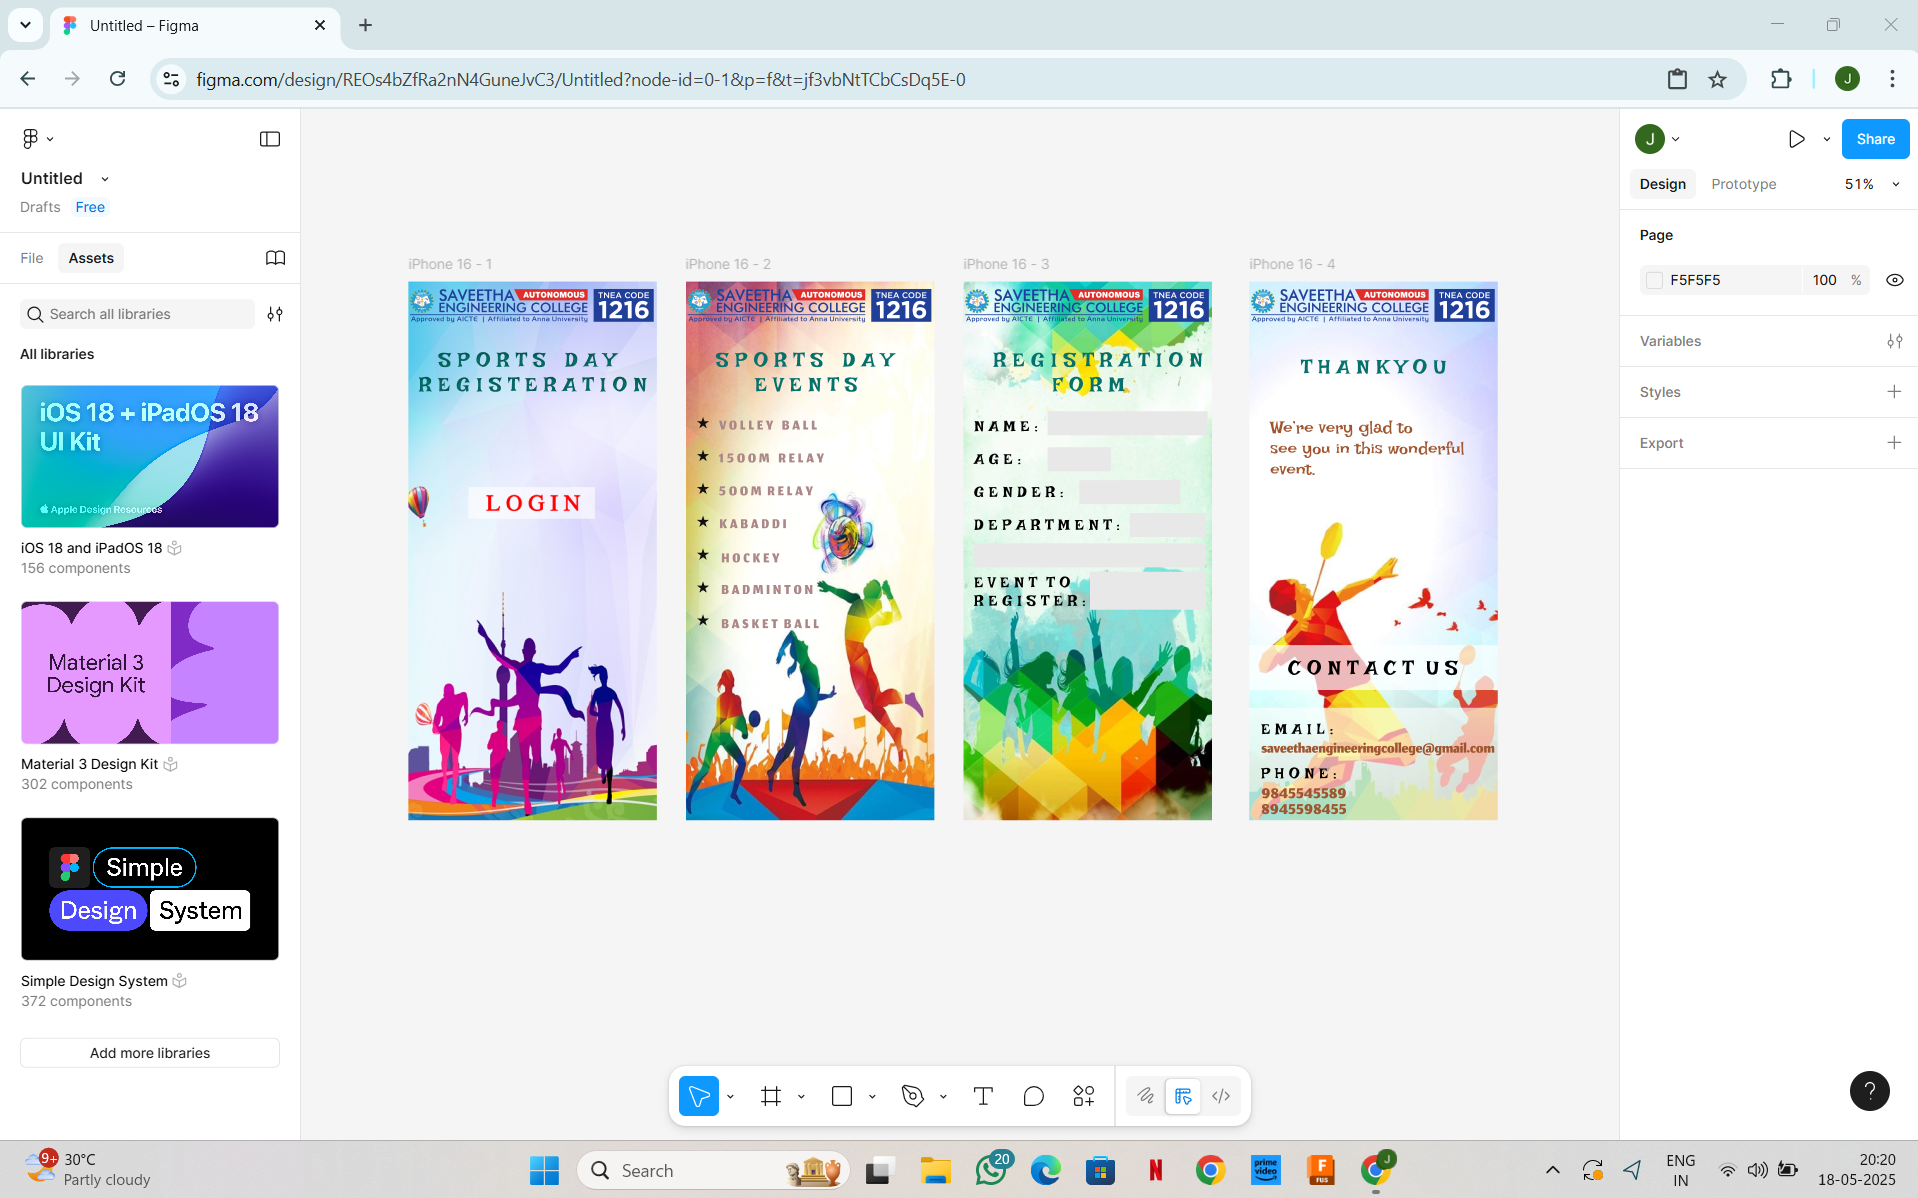 Untitled – Figma
figma.com/design/REOs4bZfRa2nN4GuneJvC3/Untitled?node-id=0-1&p=f&t=jf3vbNtTCbCsDq5E-0
J
Untitled
Drafts Free
File Assets
Search all libraries
All libraries
iOS 18 + iPadOS 18
UI Kit
Apple Design Resources
iOS 18 and iPadOS 18
156 components
Material 3
Design Kit
Material 3 Design Kit
302 components
Simple
Design System
Simple Design System
372 components
Add more libraries
iPhone 16 - 1
SAVEETHA AUTONOMOUS
ENGINEERING COLLEGE
Approved by AICTE | Affiliated to Anna University
TNEA CODE
1216
SPORTS DAY
REGISTERATION
LOGIN
iPhone 16 - 2
SAVEETHA AUTONOMOUS
ENGINEERING COLLEGE
Approved by AICTE | Affiliated to Anna University
TNEA CODE
1216
SPORTS DAY
EVENTS
★ VOLLEY BALL
★ 1500M RELAY
★ 500M RELAY
★ KABADDI
★ HOCKEY
★ BADMINTON
★ BASKET BALL
iPhone 16 - 3
SAVEETHA AUTONOMOUS
ENGINEERING COLLEGE
Approved by AICTE | Affiliated to Anna University
TNEA CODE
1216
REGISTRATION
FORM
NAME:
AGE:
GENDER:
DEPARTMENT:
EVENT TO
REGISTER:
iPhone 16 - 4
SAVEETHA AUTONOMOUS
ENGINEERING COLLEGE
Approved by AICTE | Affiliated to Anna University
TNEA CODE
1216
THANKYOU
We're very glad to
see you in this wonderful
event.
CONTACT US
EMAIL:
saveethaengineeringcollege@gmail.com
PHONE:
9845545589
8945598455
J
Share
Design Prototype 51%
Page
F5F5F5 100 %
Variables
Styles
Export
?
9+
30°C
Partly cloudy
Search
20
N
prime
video
F
FUS
J
ENG
IN
20:20
18-05-2025